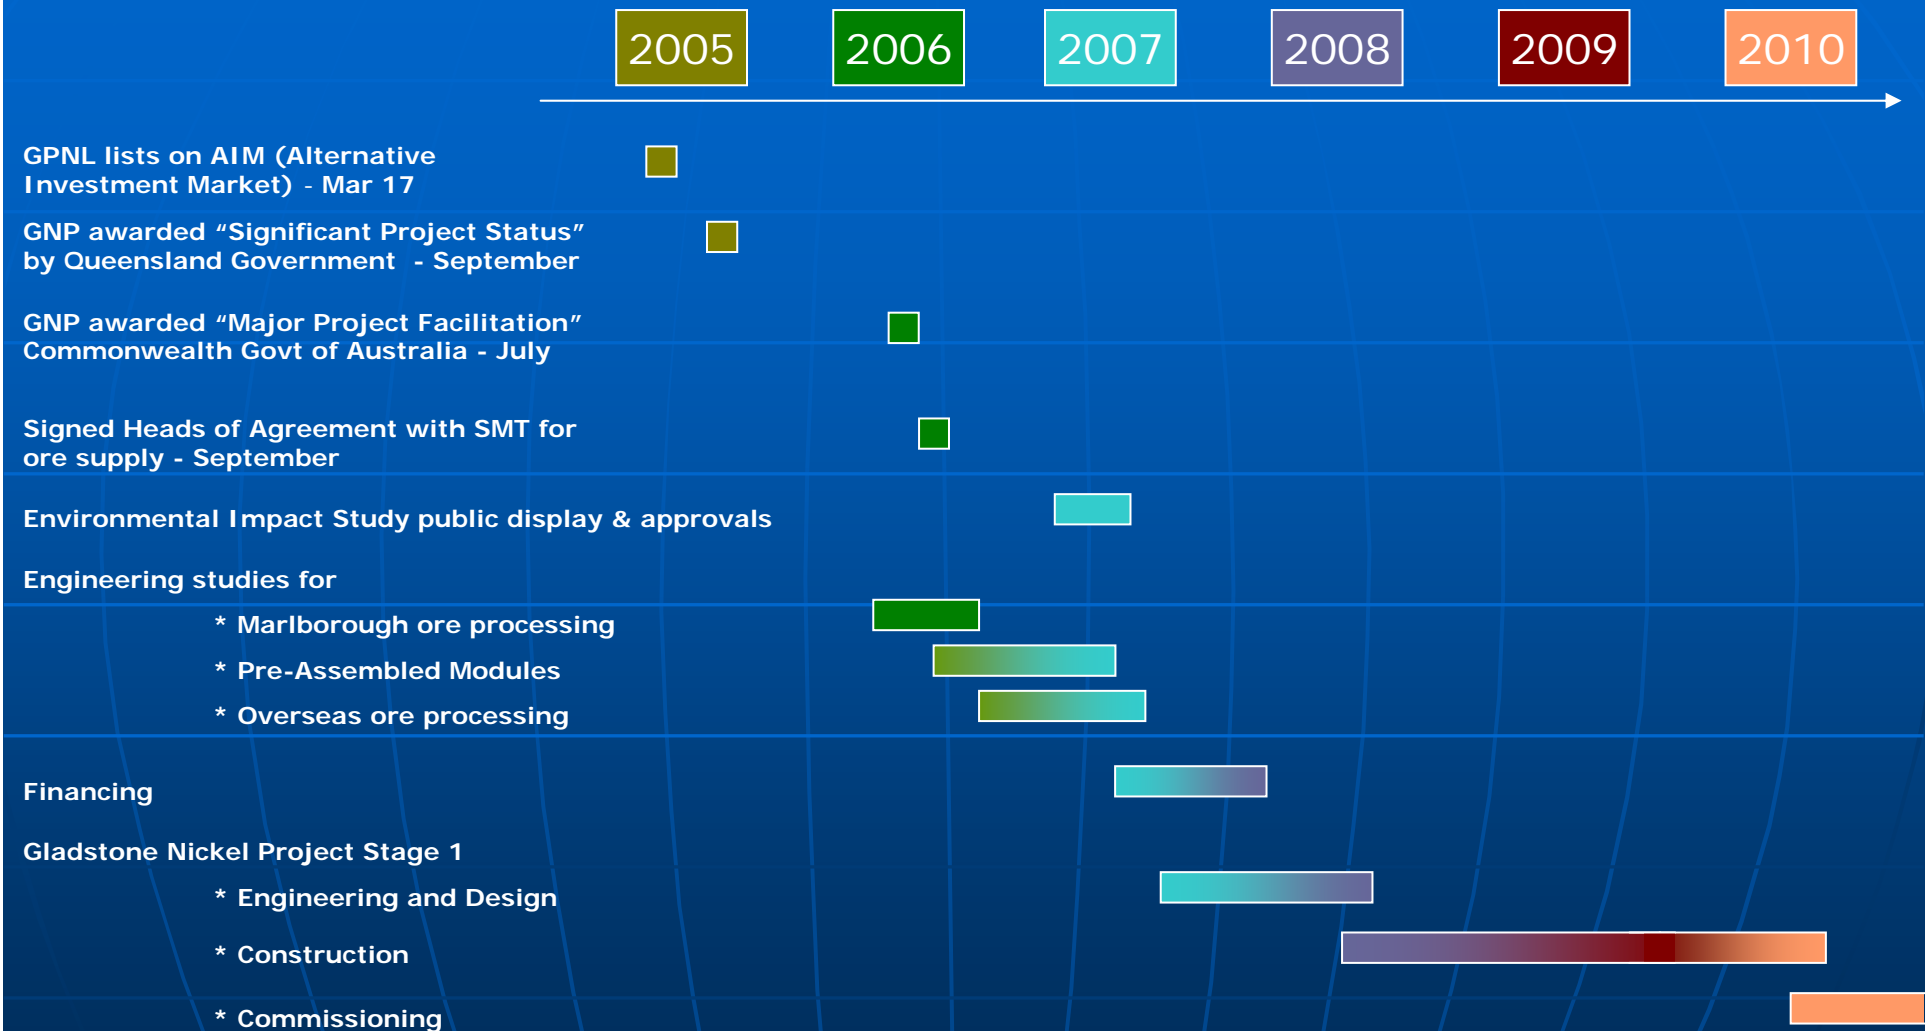 2005 2006 2007 2008 2009 2010
GPNL lists on AIM (Alternative
Investment Market) - Mar 17
GNP awarded “Significant Project Status”
by Queensland Government - September
GNP awarded “Major Project Facilitation”
Commonwealth Govt of Australia - July
Signed Heads of Agreement with SMT for
ore supply - September
Environmental Impact Study public display & approvals
Engineering studies for
* Marlborough ore processing
* Pre-Assembled Modules
* Overseas ore processing
Financing
Gladstone Nickel Project Stage 1
* Engineering and Design
* Construction
* Commissioning